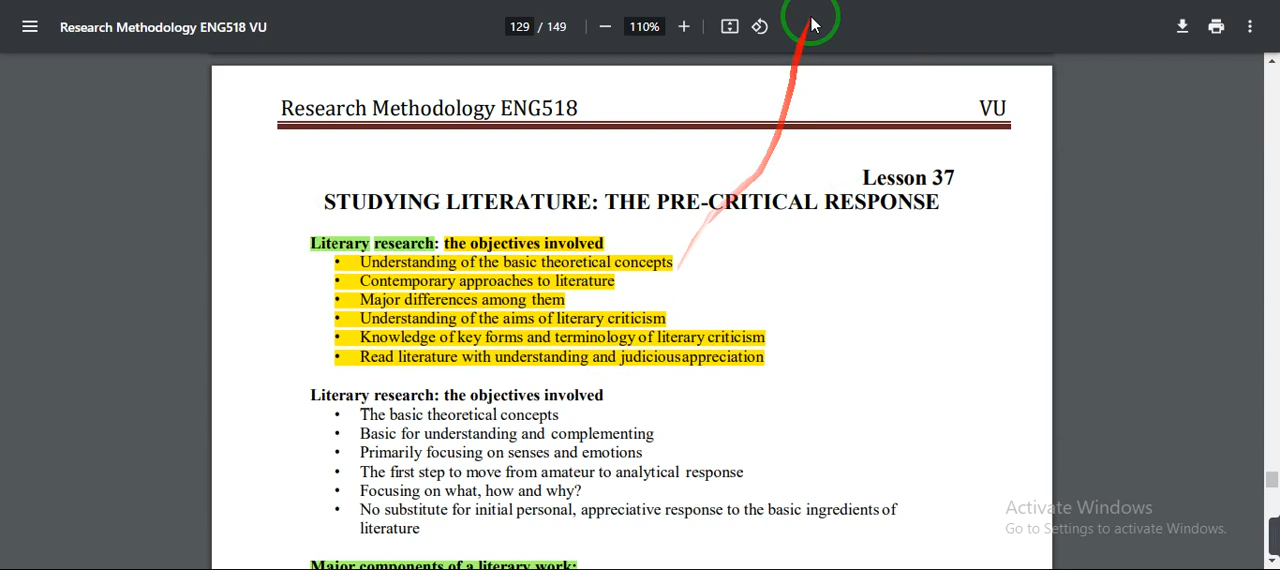 Research Methodology ENG518 VU
129 / 149
110%
Research Methodology ENG518 VU
Lesson 37
STUDYING LITERATURE: THE PRE-CRITICAL RESPONSE
Literary research: the objectives involved
• Understanding of the basic theoretical concepts
• Contemporary approaches to literature
• Major differences among them
• Understanding of the aims of literary criticism
• Knowledge of key forms and terminology of literary criticism
• Read literature with understanding and judicious appreciation
Literary research: the objectives involved
• The basic theoretical concepts
• Basic for understanding and complementing
• Primarily focusing on senses and emotions
• The first step to move from amateur to analytical response
• Focusing on what, how and why?
• No substitute for initial personal, appreciative response to the basic ingredients of
literature
Major components of a literary work:
Activate Windows
Go to Settings to activate Windows.